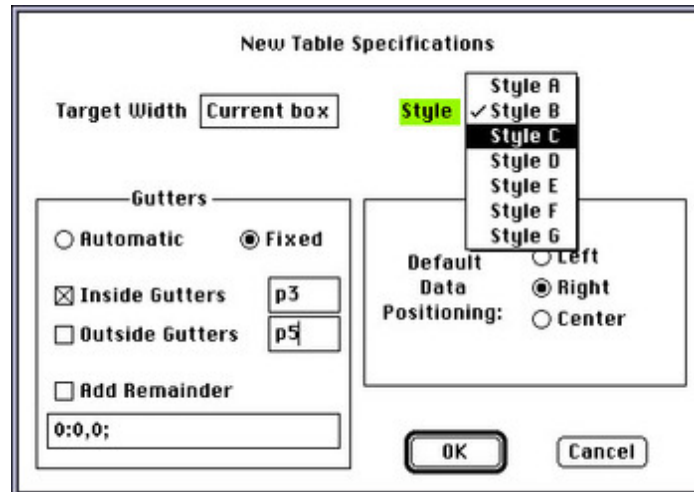 New Table Specifications
Target Width Current box
Style
Style A
✓Style B
Style C
Style D
Style E
Style F
Style G
Gutters
Automatic Fixed
Inside Gutters p3
Outside Gutters p5
Add Remainder
0:0,0;
Default
Data
Positioning:
Left
Right
Center
OK Cancel